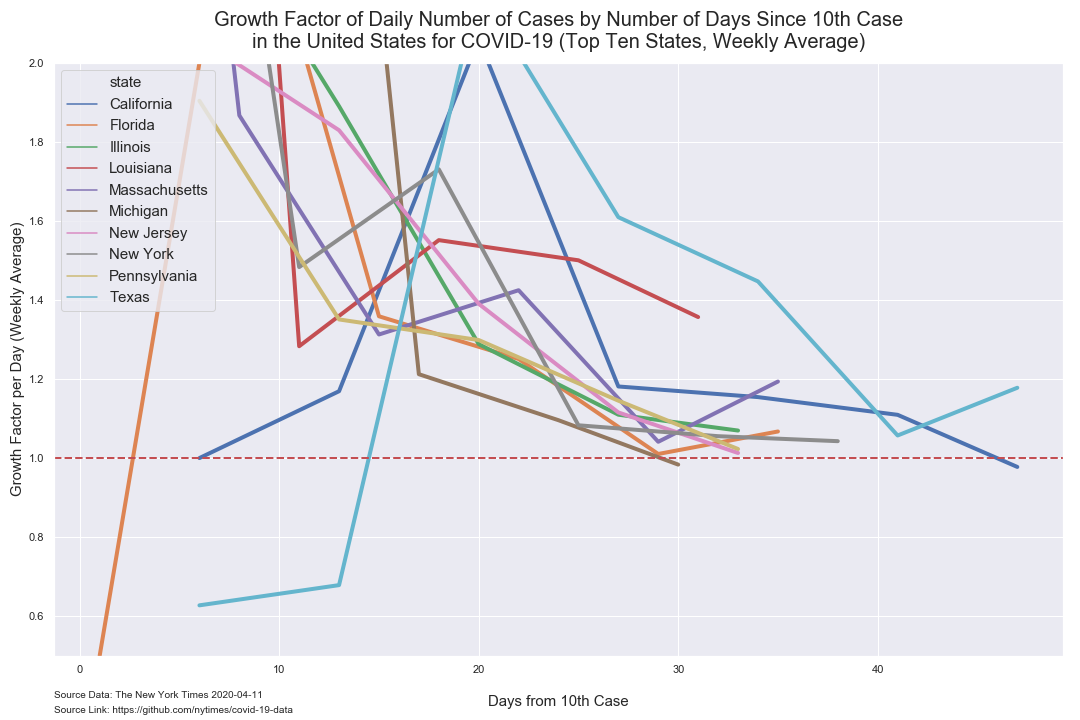 Growth Factor of Daily Number of Cases by Number of Days Since 10th Case
in the United States for COVID-19 (Top Ten States, Weekly Average)
Growth Factor per Day (Weekly Average)
2.0
1.8
1.6
1.4
1.2
1.0
0.8
0.6
state
California
Florida
Illinois
Louisiana
Massachusetts
Michigan
New Jersey
New York
Pennsylvania
Texas
0
10
20
30
40
Days from 10th Case
Source Data: The New York Times 2020-04-11
Source Link: https://github.com/nytimes/covid-19-data